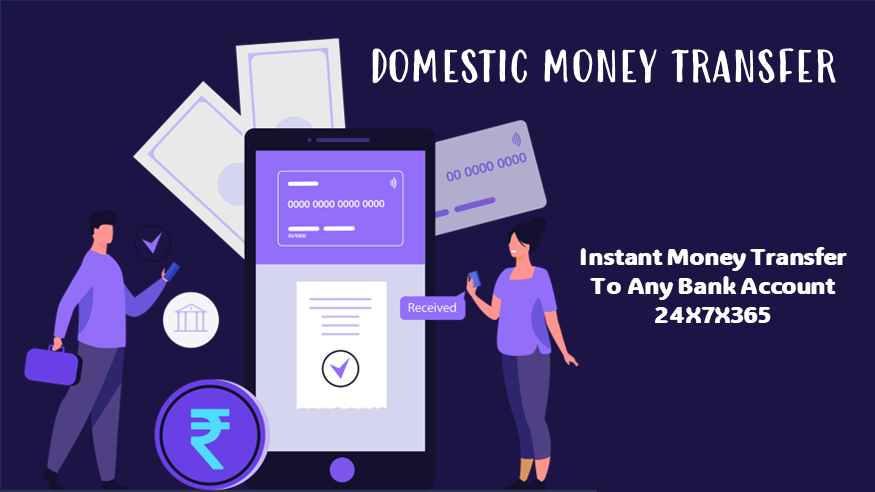 DOMESTIC MONEY TRANSFER
00 0000 0000
0000 0000 0000 0000
Instant Money Transfer
To Any Bank Account
24X7X365
Received
₹